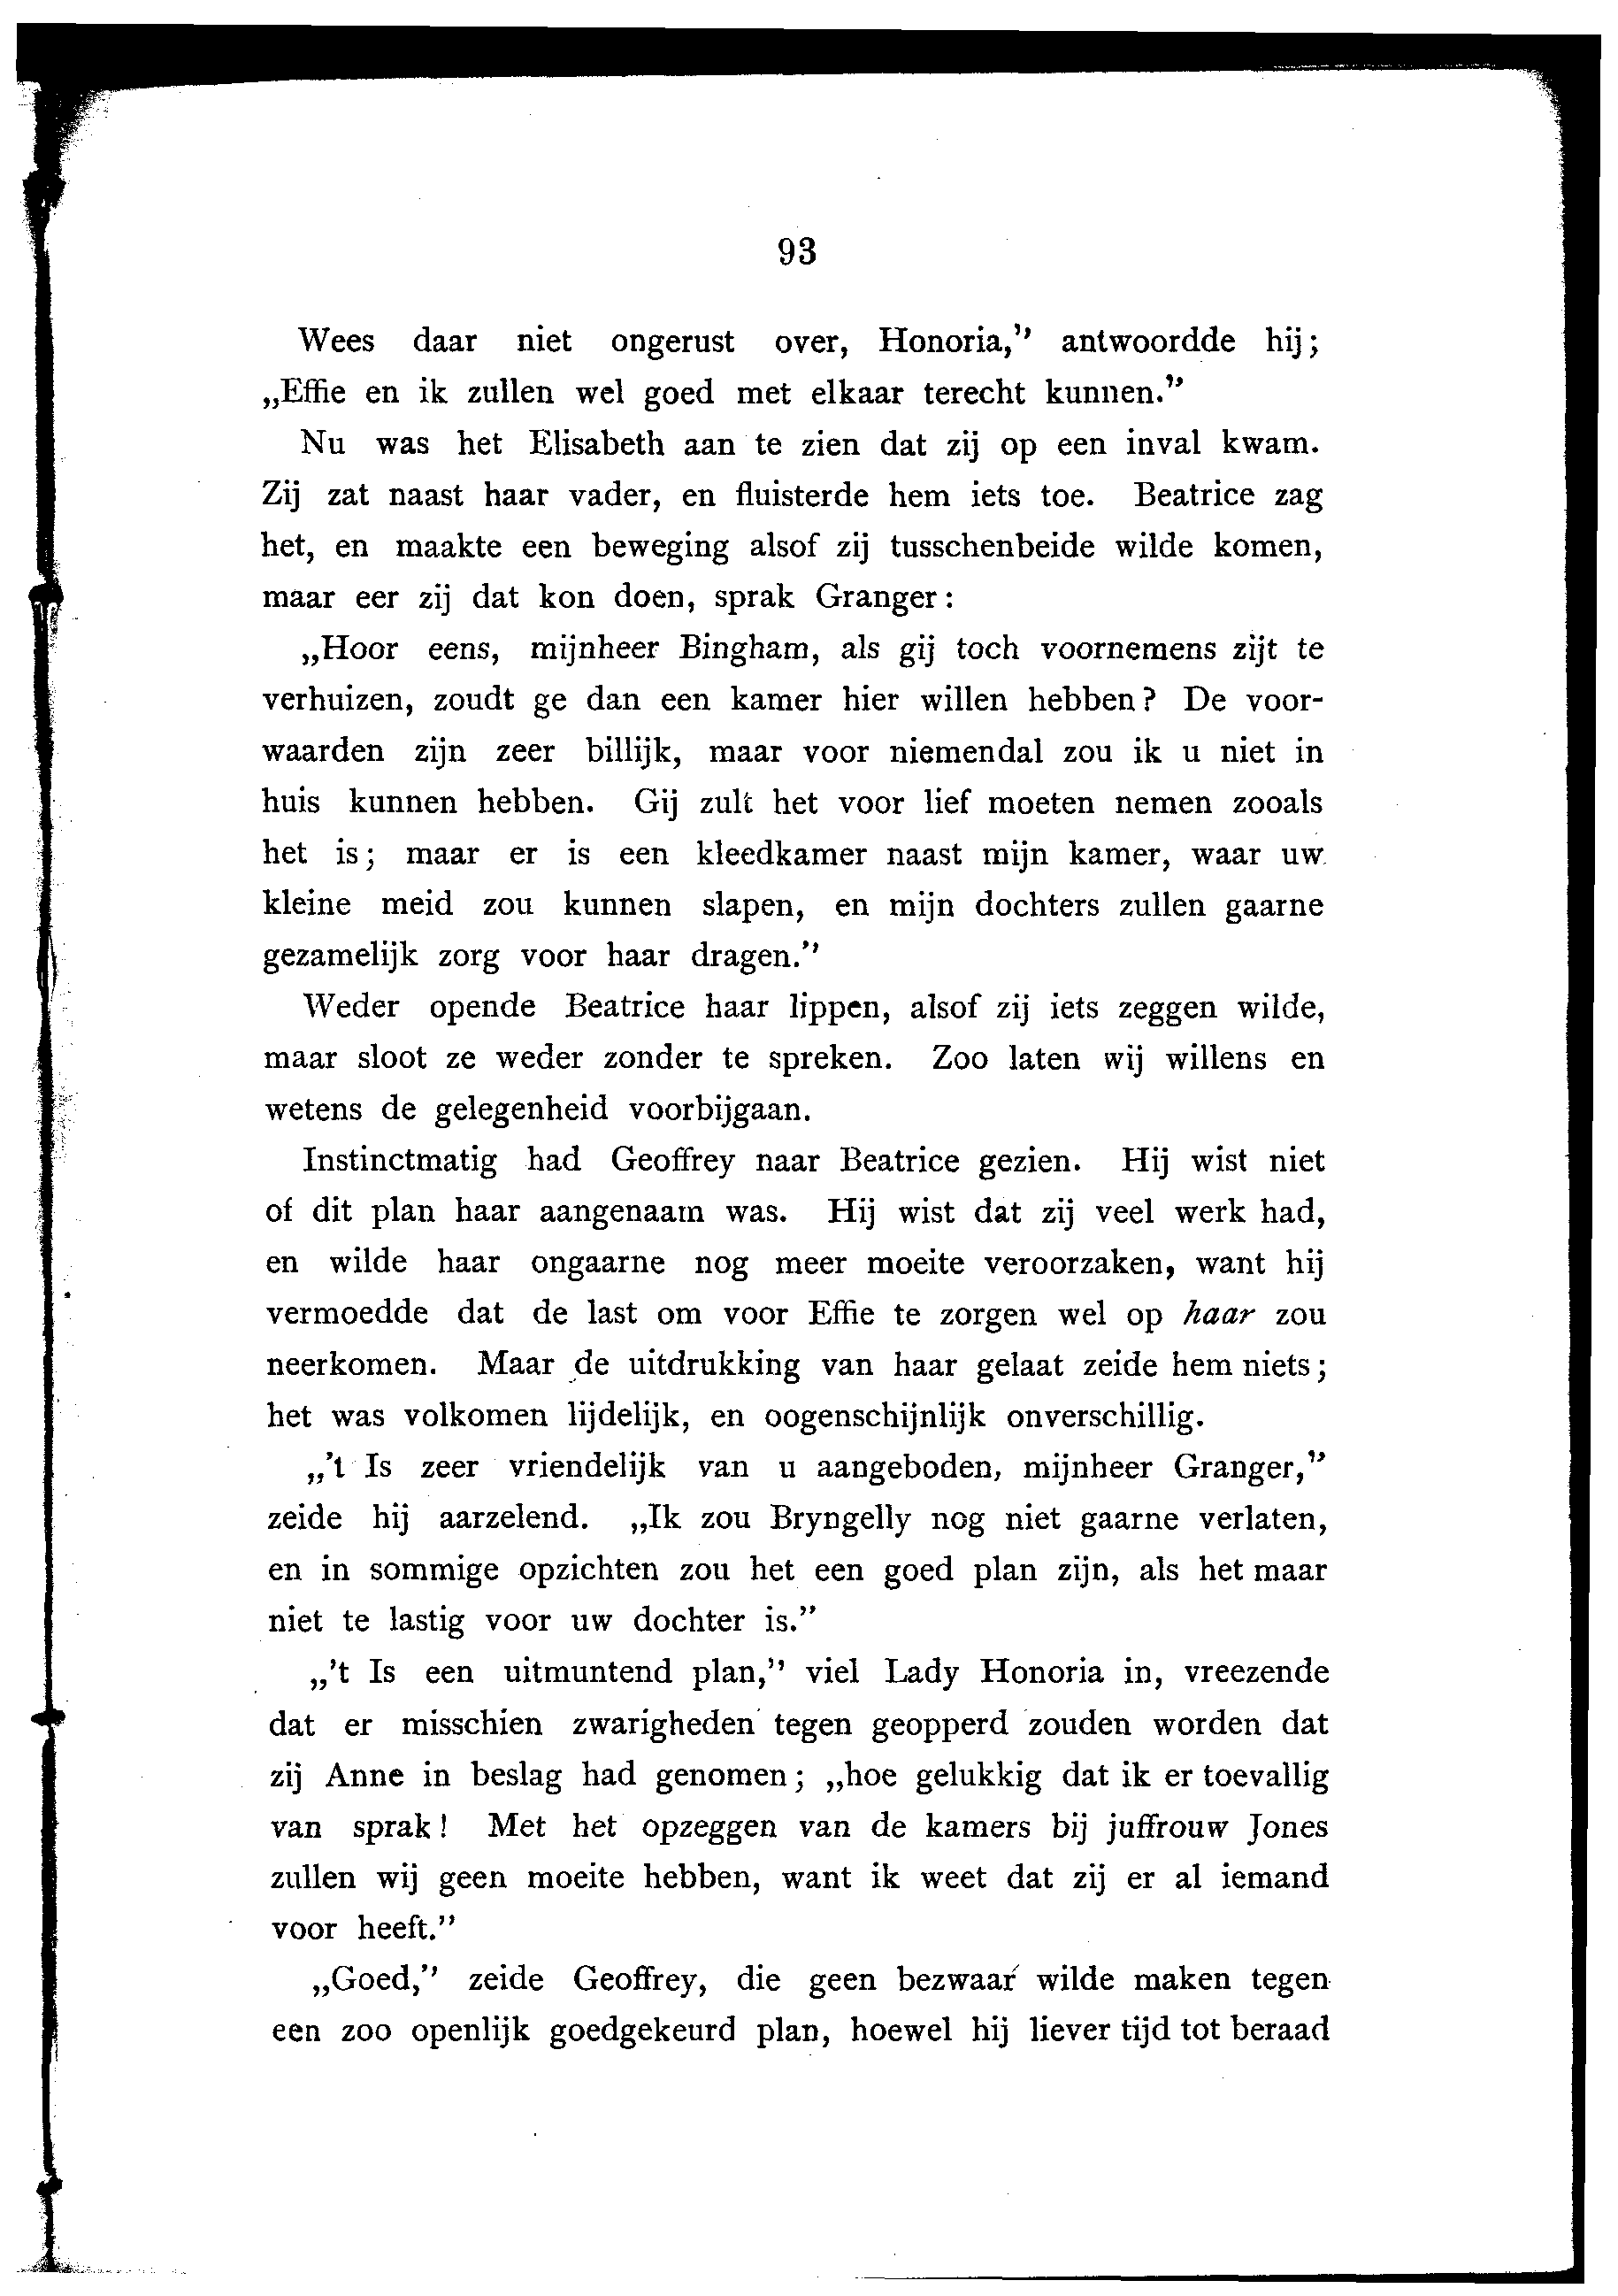 93
Wees daar niet ongerust over, Honoria,” antwoordde hij;
„Effie en ik zullen wel goed met elkaar terecht kunnen.”
Nu was het Elisabeth aan te zien dat zij op een inval kwam.
Zij zat naast haar vader, en fluisterde hem iets toe. Beatrice zag
het, en maakte een beweging alsof zij tusschenbeide wilde komen,
maar eer zij dat kon doen, sprak Granger:
„Hoor eens, mijnheer Bingham, als gij toch voornemens zijt te
verhuizen, zoudt ge dan een kamer hier willen hebben? De voor-
waarden zijn zeer billijk, maar voor niemendal zou ik u niet in
huis kunnen hebben. Gij zult het voor lief moeten nemen zooals
het is; maar er is een kleedkamer naast mijn kamer, waar uw
kleine meid zou kunnen slapen, en mijn dochters zullen gaarne
gezamelijk zorg voor haar dragen.”
Weder opende Beatrice haar lippen, alsof zij iets zeggen wilde,
maar sloot ze weder zonder te spreken. Zoo laten wij willens en
wetens de gelegenheid voorbijgaan.
Instinctmatig had Geoffrey naar Beatrice gezien. Hij wist niet
of dit plan haar aangenaam was. Hij wist dat zij veel werk had,
en wilde haar ongaarne nog meer moeite veroorzaken, want hij
vermoedde dat de last om voor Effie te zorgen wel op haar zou
neerkomen. Maar de uitdrukking van haar gelaat zeide hem niets;
het was volkomen lijdelijk, en oogenschijnlijk onverschillig.
„’t Is zeer vriendelijk van u aangeboden, mijnheer Granger,”
zeide hij aarzelend. „Ik zou Bryngelly nog niet gaarne verlaten,
en in sommige opzichten zou het een goed plan zijn, als het maar
niet te lastig voor uw dochter is.”
„’t Is een uitmuntend plan,” viel Lady Honoria in, vreezende
dat er misschien zwarigheden tegen geopperd zouden worden dat
zij Anne in beslag had genomen; „hoe gelukkig dat ik er toevallig
van sprak! Met het opzeggen van de kamers bij juffrouw Jones
zullen wij geen moeite hebben, want ik weet dat zij er al iemand
voor heeft.”
„Goed,” zeide Geoffrey, die geen bezwaar wilde maken tegen
een zoo openlijk goedgekeurd plan, hoewel hij liever tijd tot beraad